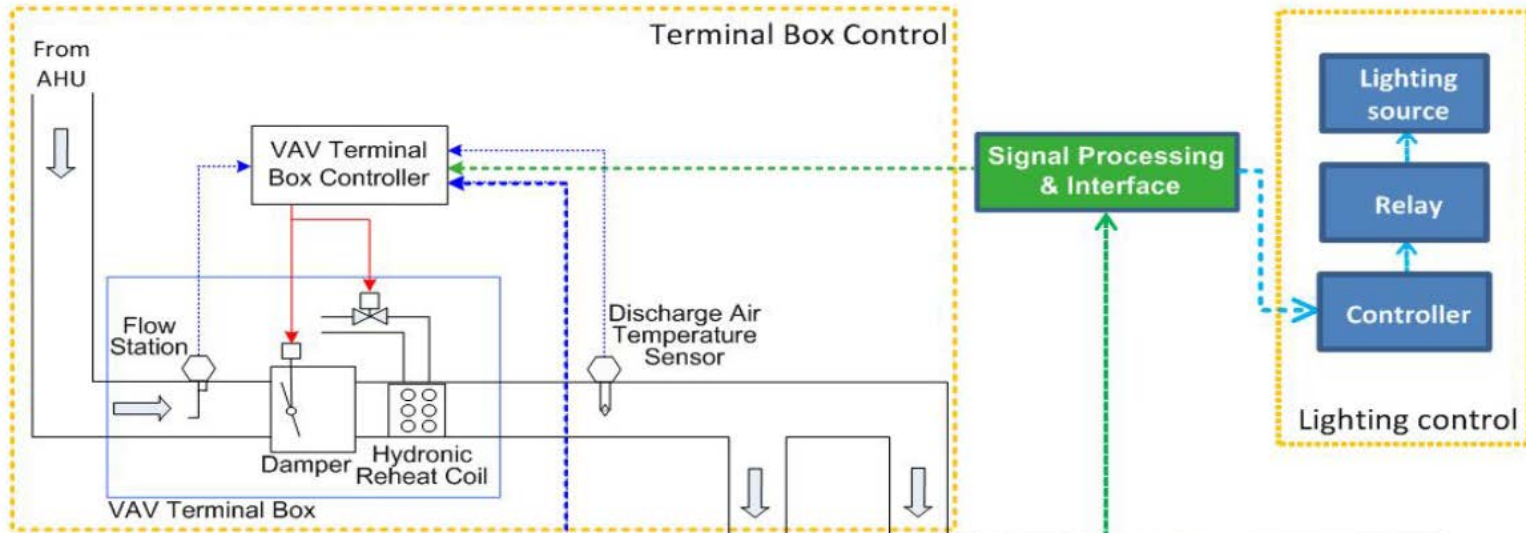 Terminal Box Control
From
AHU
VAV Terminal
Box Controller
Signal Processing
& Interface
Lighting
source
Relay
Controller
Lighting control
Flow
Station
Discharge Air
Temperature
Sensor
Damper
Hydronic
Reheat Coil
VAV Terminal Box